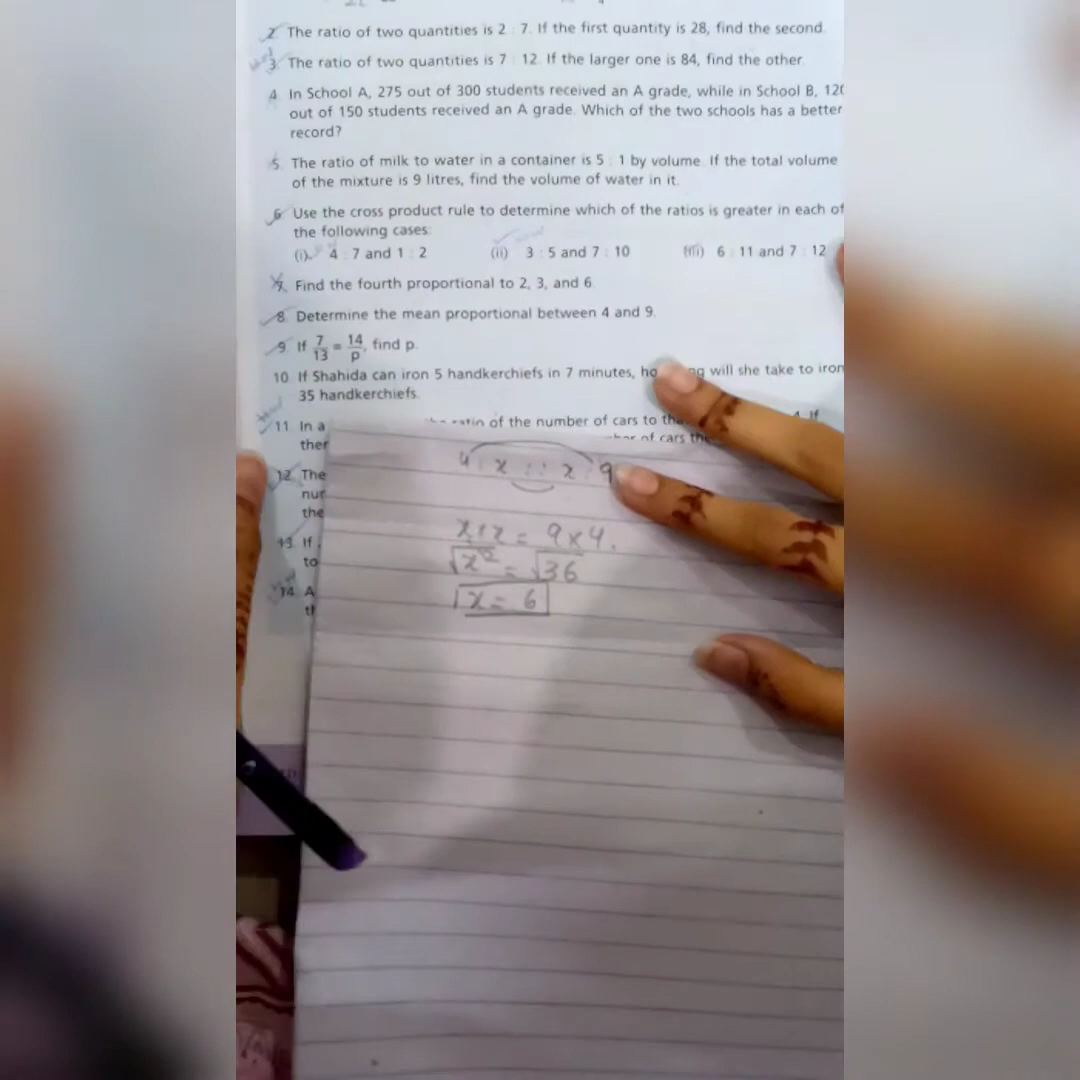 2. The ratio of two quantities is 2 : 7. If the first quantity is 28, find the second.
3. The ratio of two quantities is 7 : 12. If the larger one is 84, find the other.
4. In School A, 275 out of 300 students received an A grade, while in School B, 120
out of 150 students received an A grade. Which of the two schools has a better
record?
5. The ratio of milk to water in a container is 5 : 1 by volume. If the total volume
of the mixture is 9 litres, find the volume of water in it.
6. Use the cross product rule to determine which of the ratios is greater in each of
the following cases:
(i) 4 : 7 and 1 : 2 (ii) 3 : 5 and 7 : 10 (iii) 6 : 11 and 7 : 12
7. Find the fourth proportional to 2, 3, and 6.
8. Determine the mean proportional between 4 and 9.
9. If 7/13 = 14/p, find p.
10. If Shahida can iron 5 handkerchiefs in 7 minutes, will she take to iron
35 handkerchiefs.
11. In a of the number of cars to If
of cars
12. The
the
13. If
to
14. A
4 : x :: x : 9
x × x = 9 × 4.
√x² = √36
x = 6